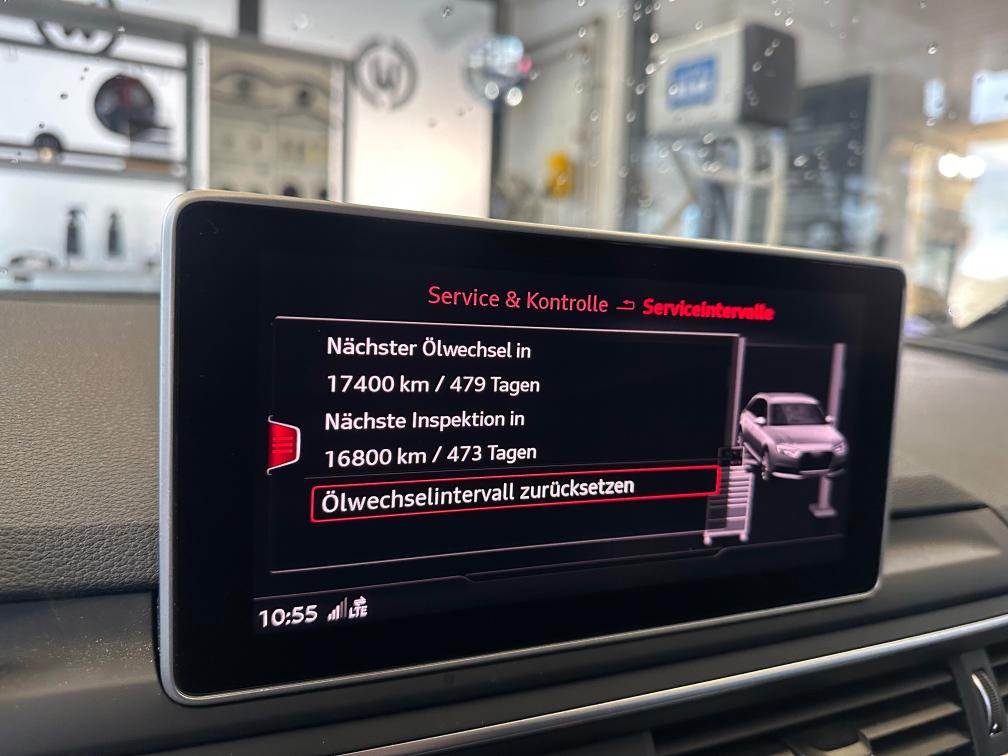 Service & Kontrolle Serviceintervalle
Nächster Ölwechsel in
17400 km / 479 Tagen
Nächste Inspektion in
16800 km / 473 Tagen
Ölwechselintervall zurücksetzen
10:55 LTE